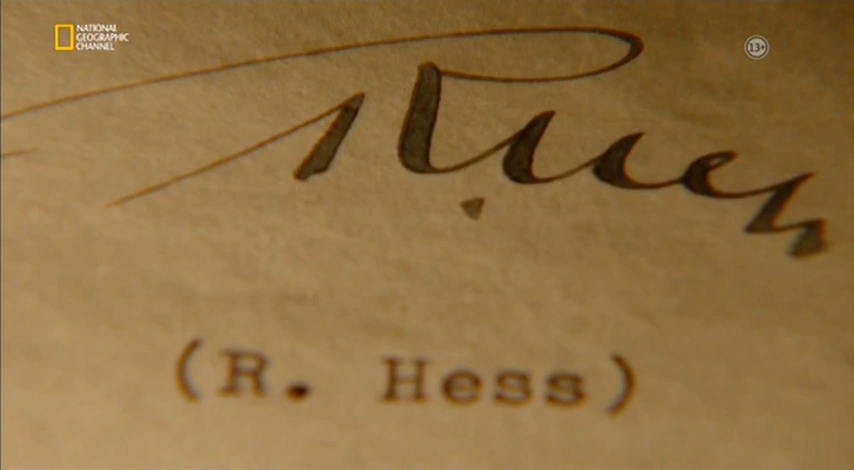 NATIONAL
GEOGRAPHIC
CHANNEL
13+
(R. Hess)